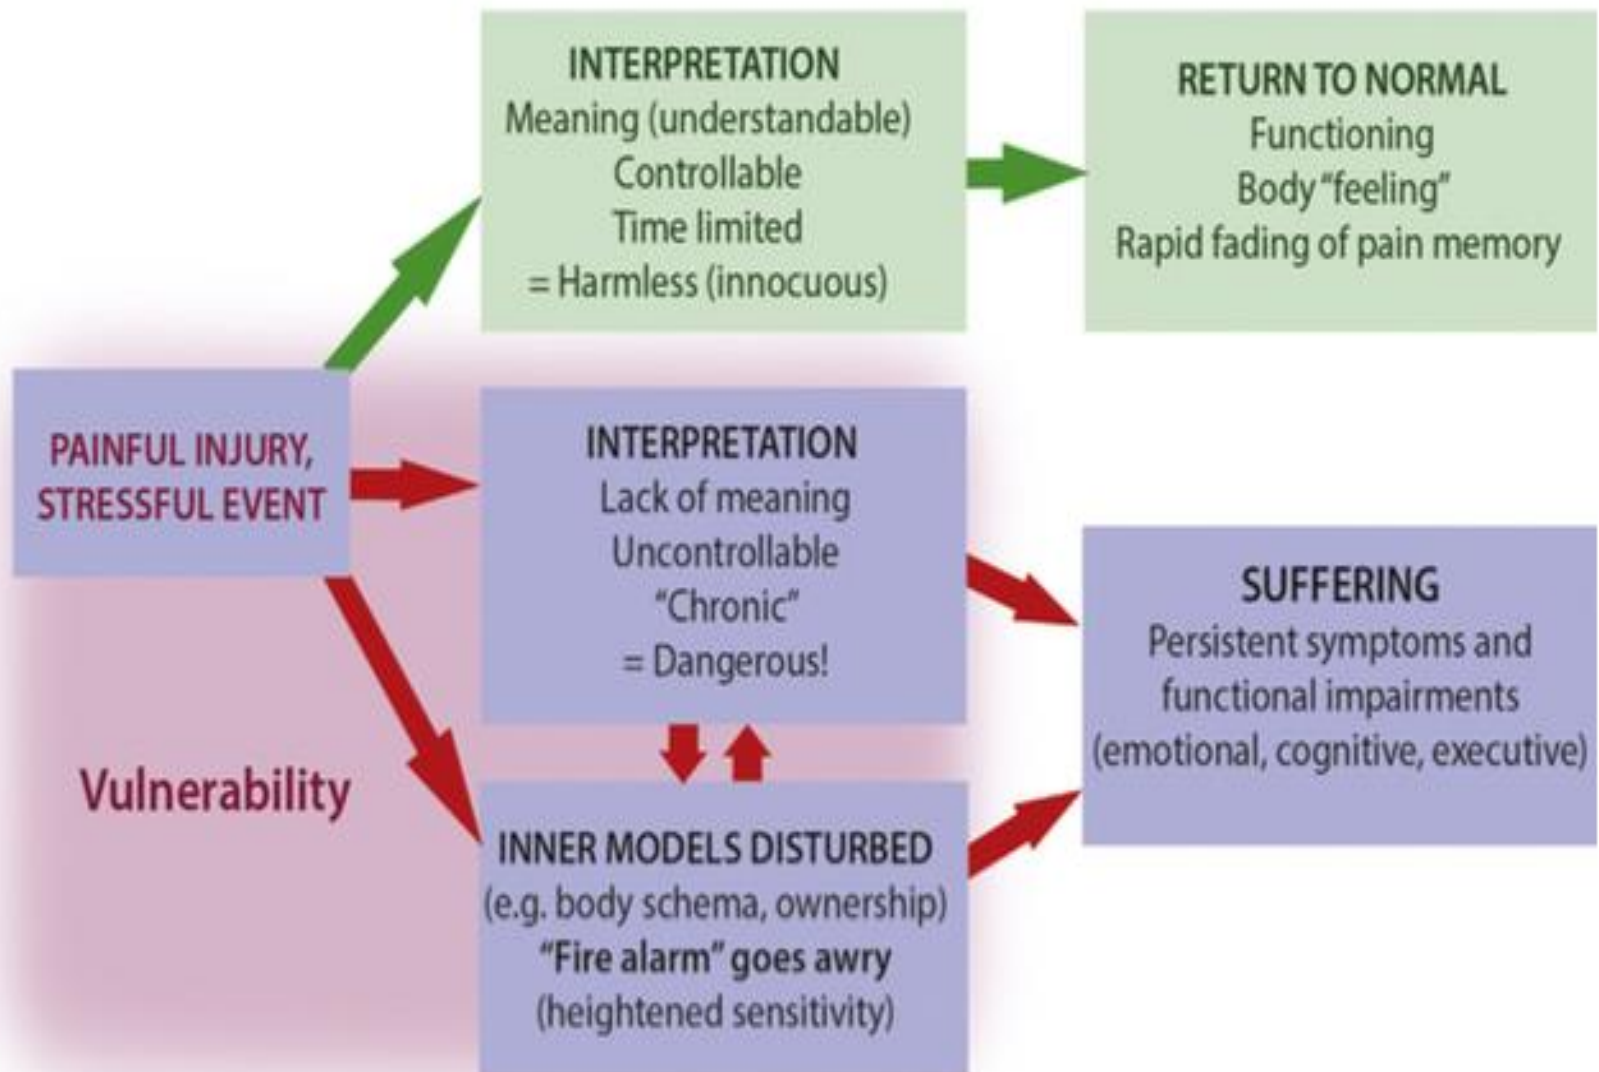 INTERPRETATION
Meaning (understandable)
Controllable
Time limited
= Harmless (innocuous)
RETURN TO NORMAL
Functioning
Body “feeling”
Rapid fading of pain memory
PAINFUL INJURY,
STRESSFUL EVENT
INTERPRETATION
Lack of meaning
Uncontrollable
“Chronic”
= Dangerous!
SUFFERING
Persistent symptoms and
functional impairments
(emotional, cognitive, executive)
Vulnerability
INNER MODELS DISTURBED
(e.g. body schema, ownership)
“Fire alarm” goes awry
(heightened sensitivity)